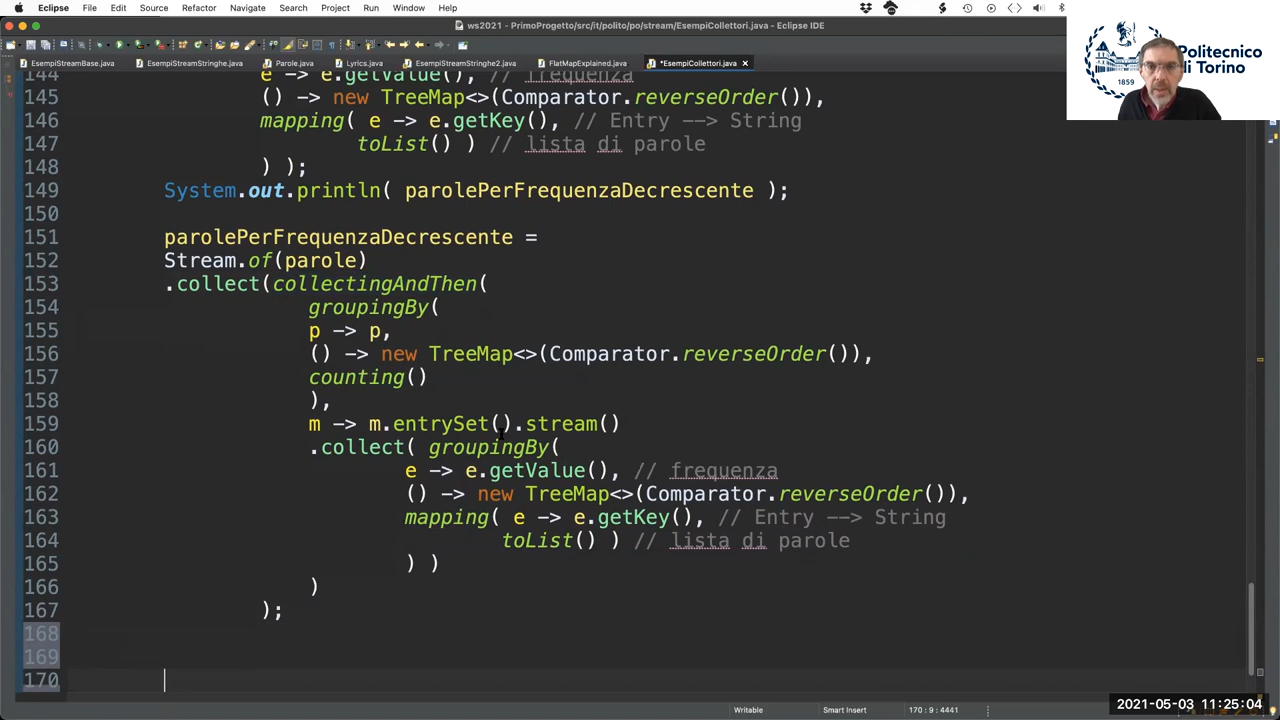 Eclipse File Edit Source Refactor Navigate Search Project Run Window Help
ws2021 - PrimoProgetto/src/it/polito/po/stream/EsempiCollettori.java - Eclipse IDE
EsempiStreamBase.java EsempiStreamStringhe.java Parole.java Lyrics.java EsempiStreamStringhe2.java FlatMapExplained.java *EsempiCollettori.java
Politecnico
di Torino
1859
144 e -> e.getValue(), // frequenza
145 () -> new TreeMap<>(Comparator.reverseOrder()),
146 mapping( e -> e.getKey(), // Entry --> String
147 toList() ) // lista di parole
148 ) );
149 System.out.println( parolePerFrequenzaDecrescente );
150
151 parolePerFrequenzaDecrescente =
152 Stream.of(parole)
153 .collect(collectingAndThen(
154 groupingBy(
155 p -> p,
156 () -> new TreeMap<>(Comparator.reverseOrder()),
157 counting()
158 ),
159 m -> m.entrySet().stream()
160 .collect( groupingBy(
161 e -> e.getValue(), // frequenza
162 () -> new TreeMap<>(Comparator.reverseOrder()),
163 mapping( e -> e.getKey(), // Entry --> String
164 toList() ) // lista di parole
165 ) )
166 )
167 );
168
169
170
Writable Smart Insert 170 : 9 : 4441
2021-05-03 11:25:04